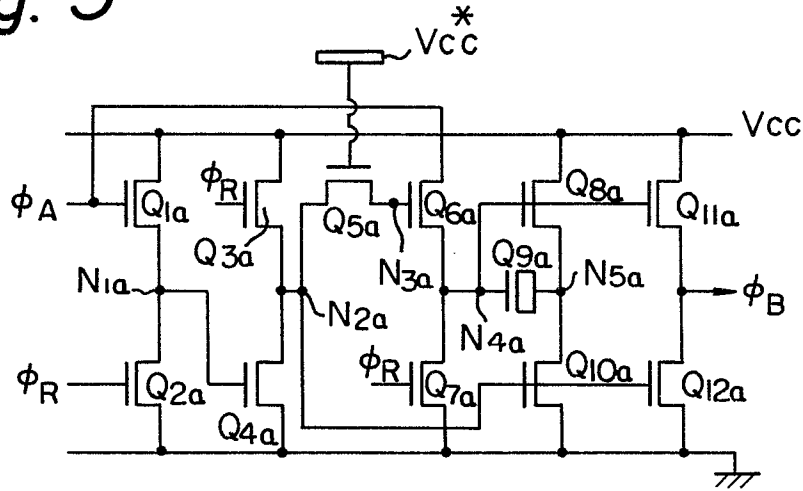 g. 5
Vcc*
Vcc
ϕA
Q1a
ϕR
Q3a
Q5a
Q6a
Q8a
Q11a
N1a
N2a
N3a
Q9a
N4a
N5a
ϕB
ϕR
Q2a
Q4a
ϕR
Q7a
Q10a
Q12a